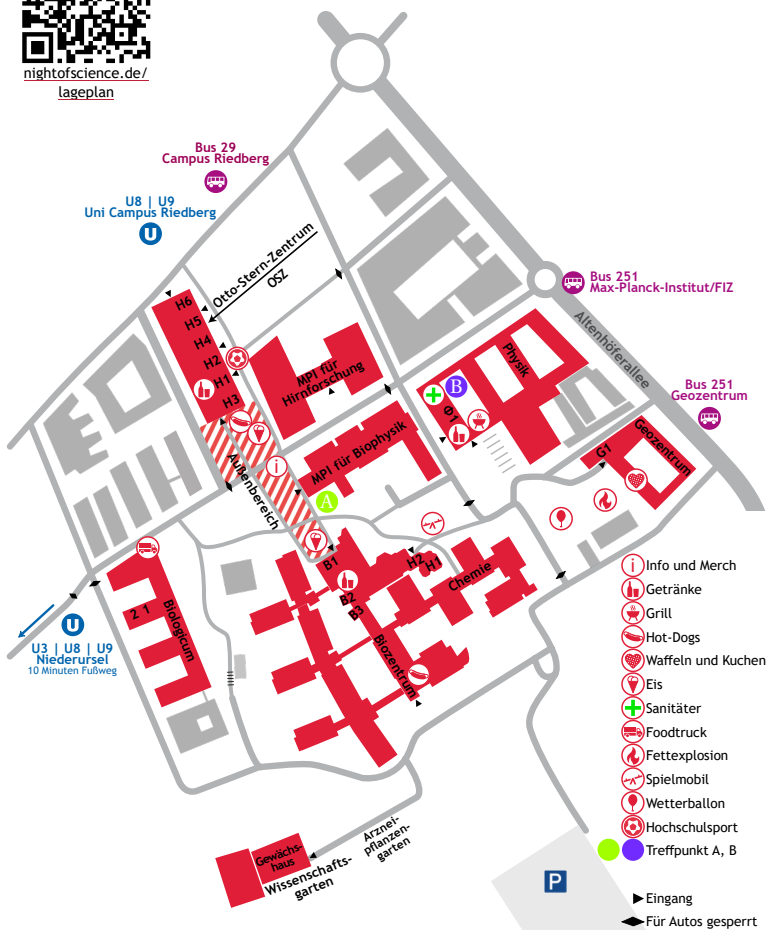 nightofscience.de/
lageplan
Bus 29
Campus Riedberg
U8 | U9
Uni Campus Riedberg
U
Otto-Stern-Zentrum
OSZ
Bus 251
Max-Planck-Institut/FIZ
Altenhöferallee
Bus 251
Geozentrum
H6
H5
H4
H2
H1
H3
MPI für
Hirnforschung
Physik
B
Φ1
MPI für Biophysik
G1
Geozentrum
i
A
Außenbereich
B1
B2
B3
H2
H1
Chemie
Biozentrum
2 1
Biologicum
U
U3 | U8 | U9
Niederursel
10 Minuten Fußweg
Gewächs-
haus
Wissenschafts-
garten
Arznei-
pflanzen-
garten
P
i Info und Merch
Getränke
Grill
Hot-Dogs
Waffeln und Kuchen
Eis
Sanitäter
Foodtruck
Fettexplosion
Spielmobil
Wetterballon
Hochschulsport
Treffpunkt A, B
Eingang
Für Autos gesperrt